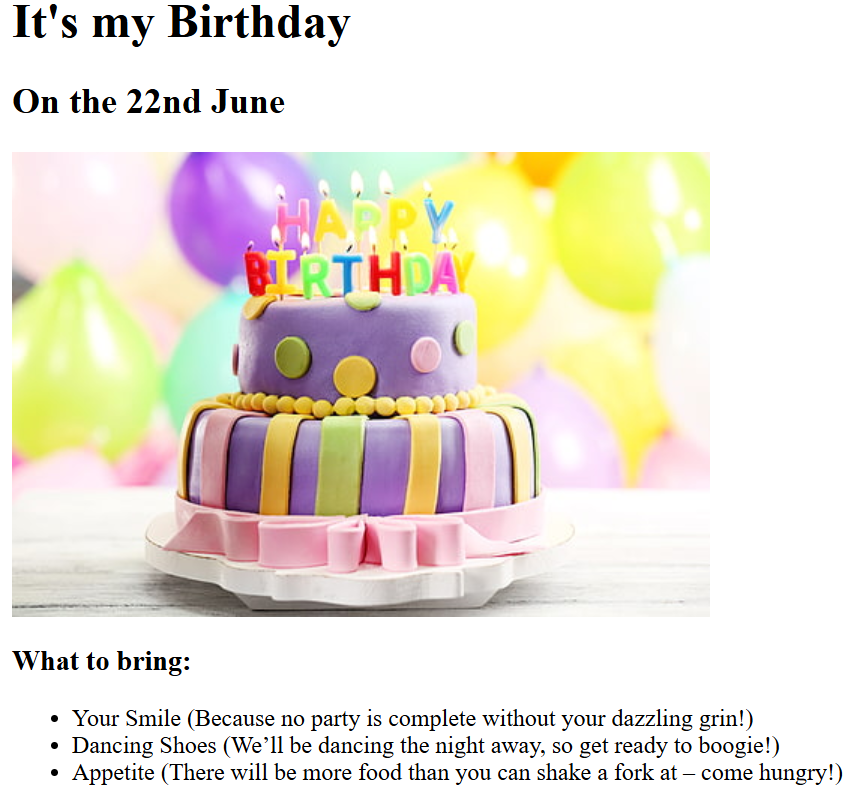 It's my Birthday
On the 22nd June
HAPPY
BIRTHDAY
What to bring:
• Your Smile (Because no party is complete without your dazzling grin!)
• Dancing Shoes (We’ll be dancing the night away, so get ready to boogie!)
• Appetite (There will be more food than you can shake a fork at – come hungry!)